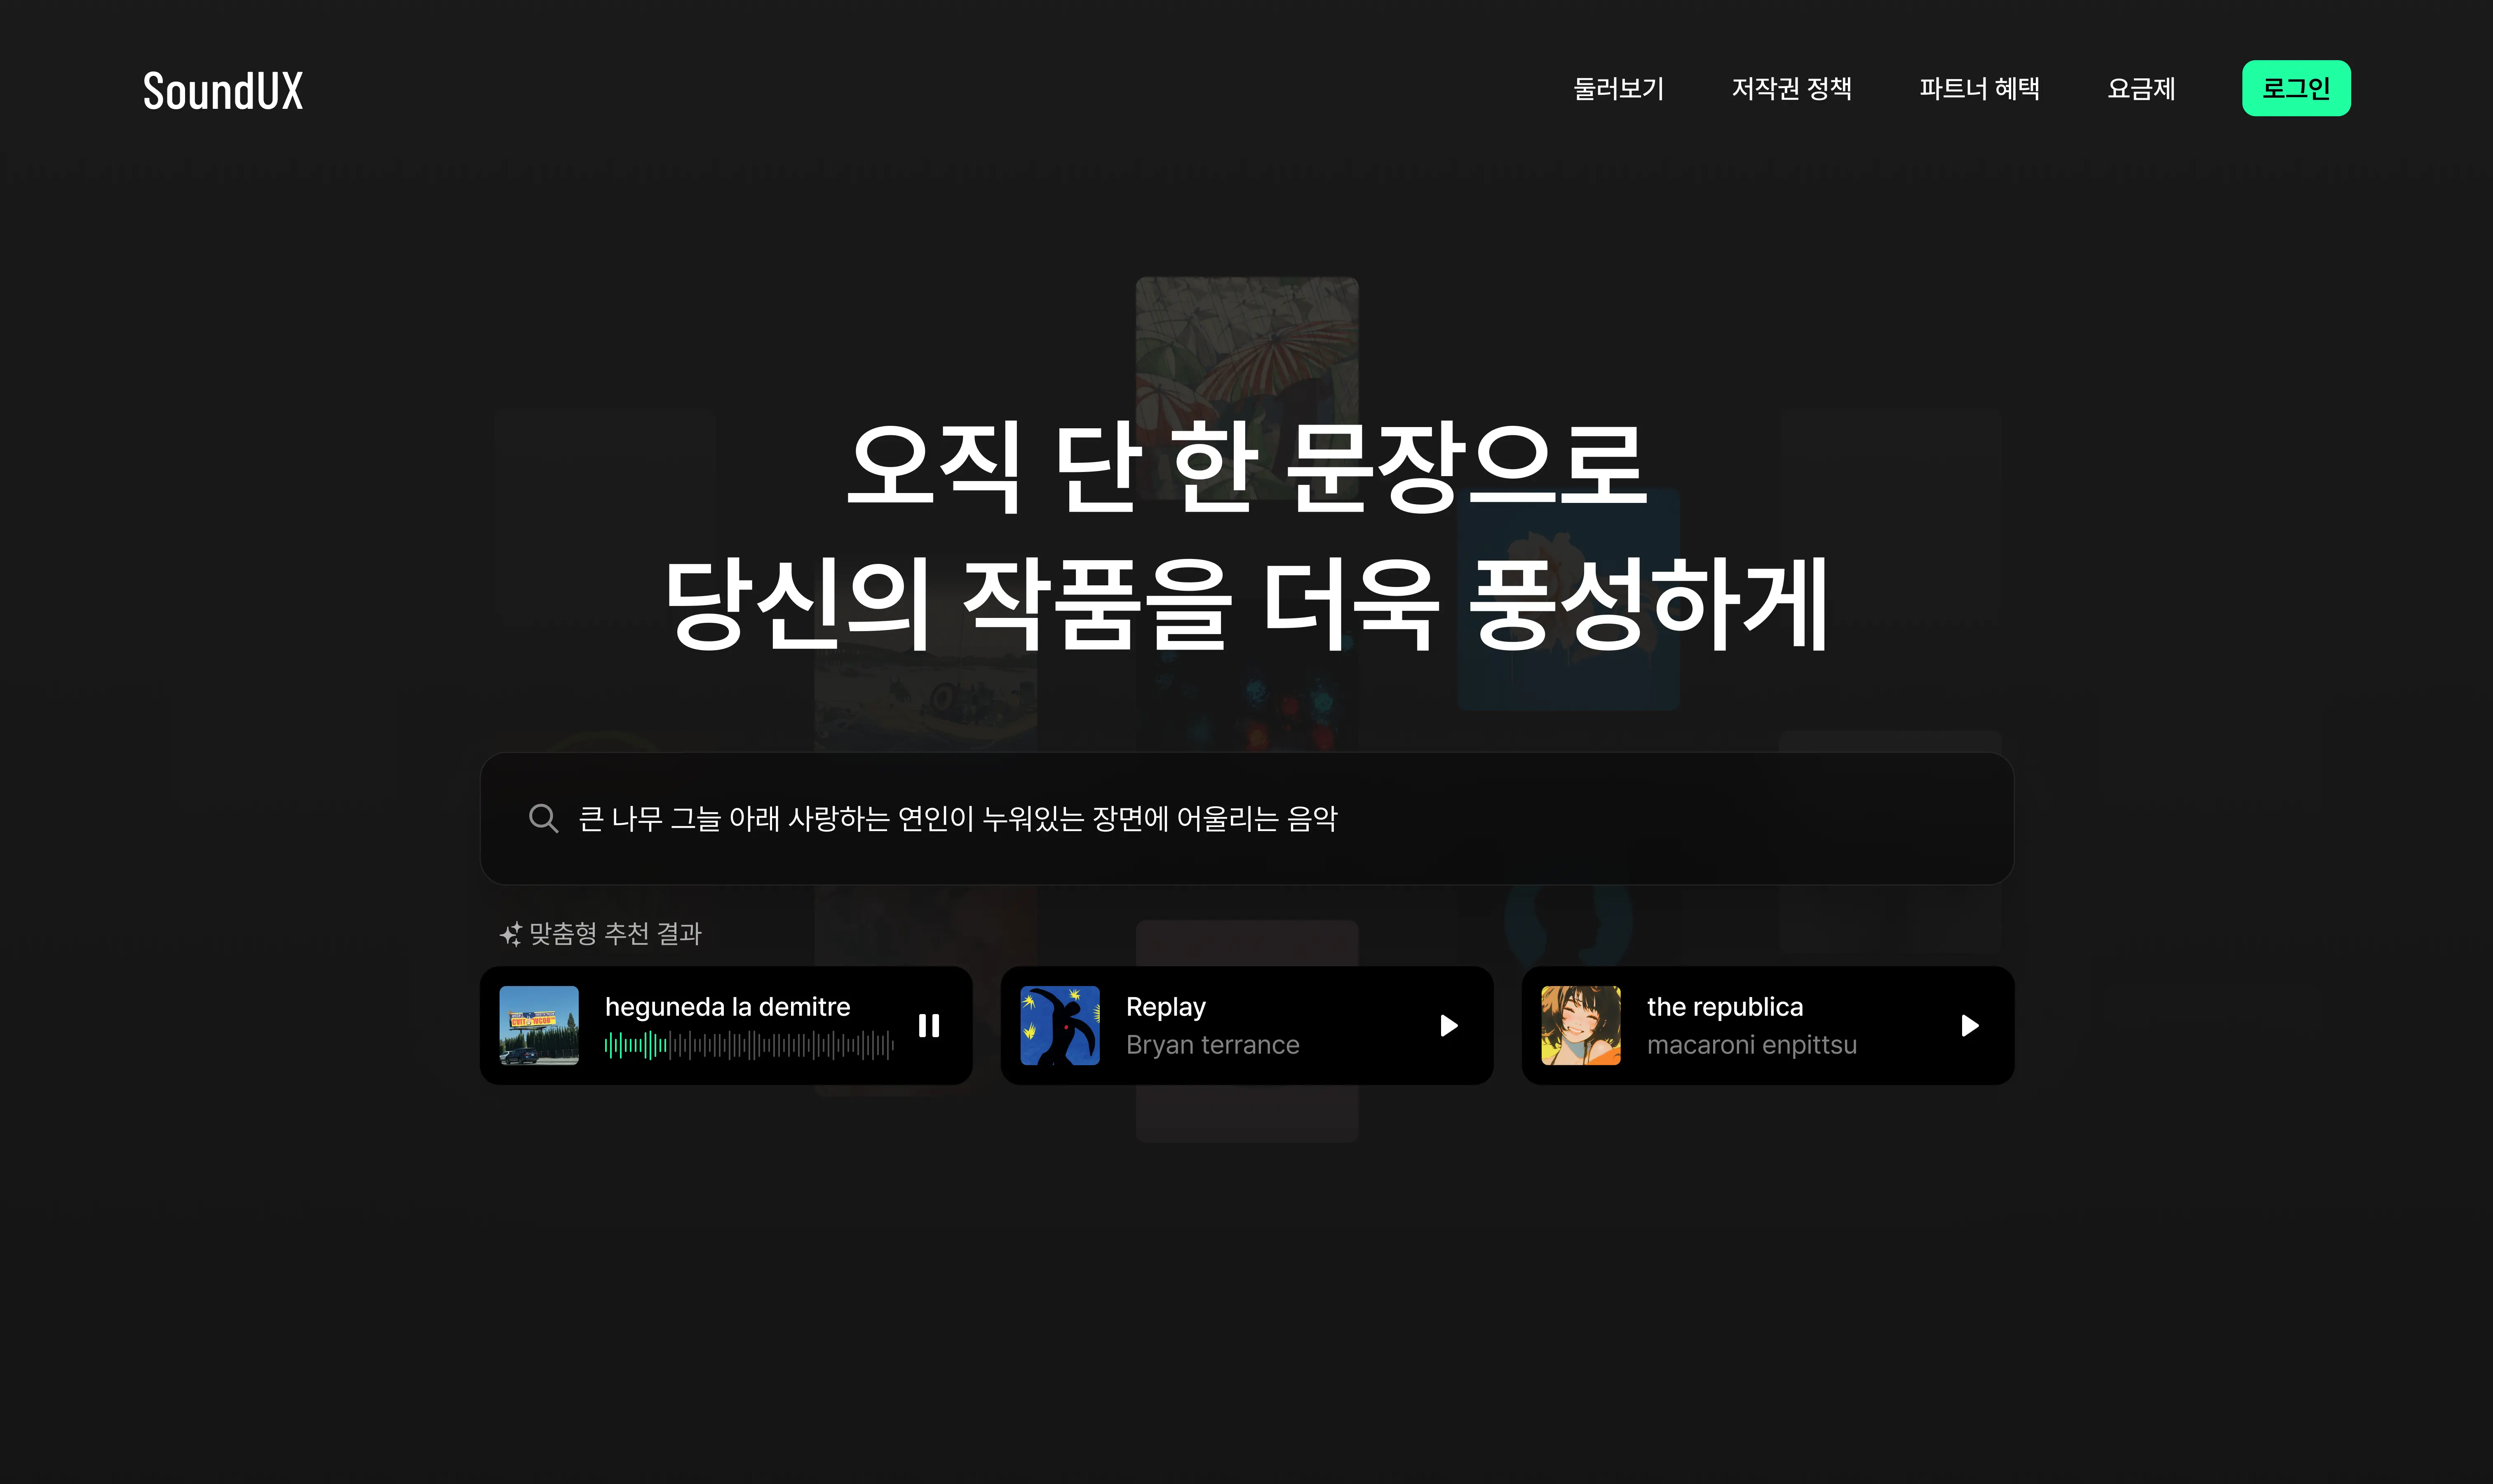 SoundUX
둘러보기
저작권 정책
파트너 혜택
요금제
로그인
오직 단 한 문장으로
당신의 작품을 더욱 풍성하게
큰 나무 그늘 아래 사랑하는 연인이 누워있는 장면에 어울리는 음악
맞춤형 추천 결과
heguneda la demitre
Replay
Bryan terrance
the republica
macaroni enpittsu